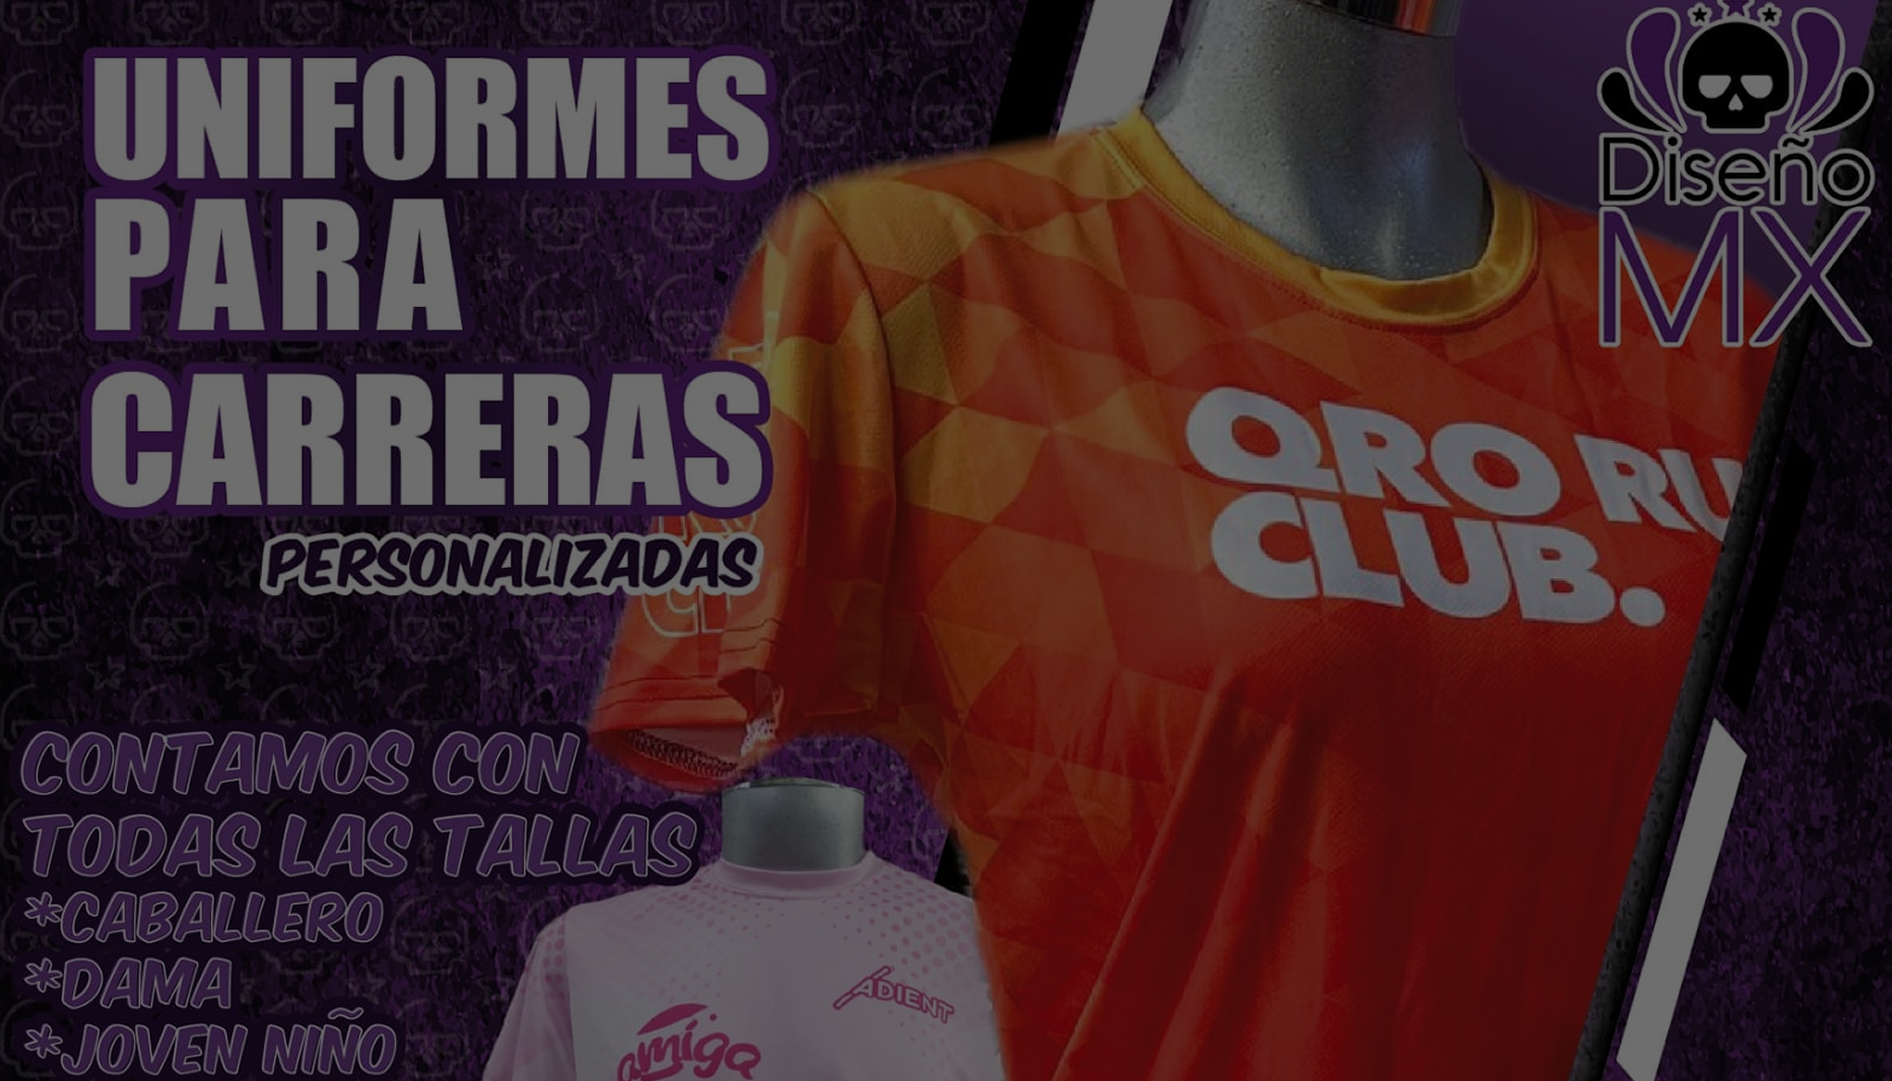 UNIFORMES
PARA
CARRERAS
PERSONALIZADAS
CONTAMOS CON
TODAS LAS TALLAS
*CABALLERO
*DAMA
*JOVEN NIÑO
Diseño
MX
QRO RU
CLUB.
ADIENT
amigo